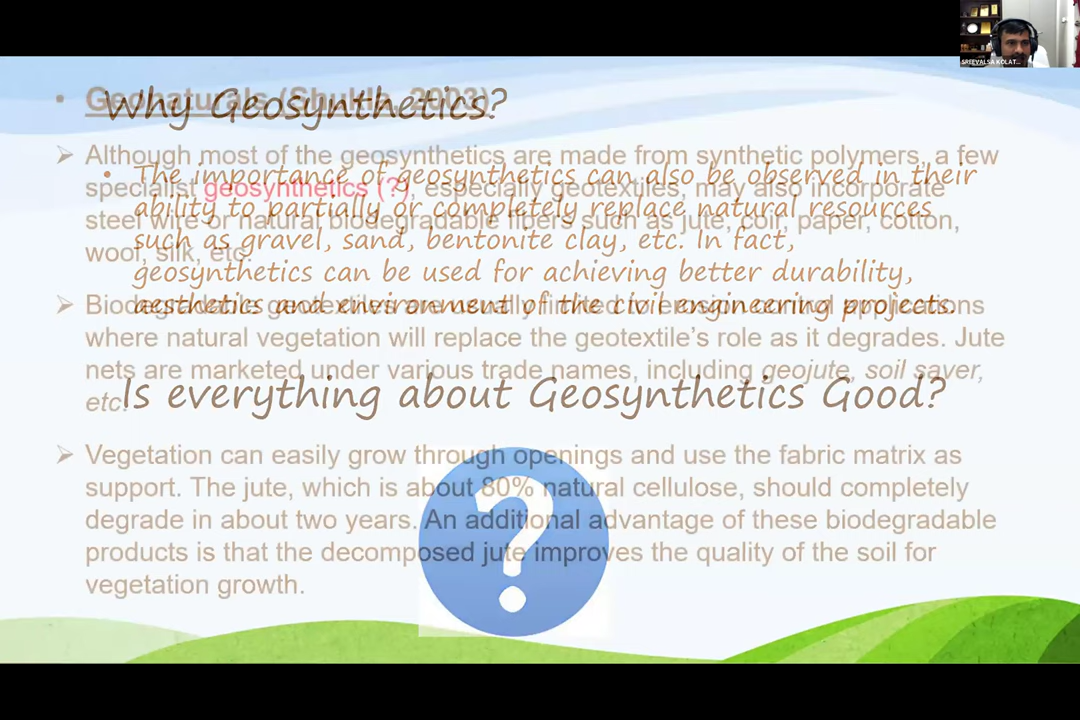 SREEVALSA KOLAT...
Why Geosynthetics?
• The importance of geosynthetics can also be observed in their
ability to partially or completely replace natural resources
such as gravel, sand, bentonite clay, etc. In fact,
geosynthetics can be used for achieving better durability,
aesthetics and environment of the civil engineering projects.
Is everything about Geosynthetics Good?
?
• Geonaturals (Shukla, 2003)
➢ Although most of the geosynthetics are made from synthetic polymers, a few
specialist geosynthetics (?), especially geotextiles, may also incorporate
steel wire or natural biodegradable fibers such as jute, coir, paper, cotton,
wool, silk, etc.
➢ Biodegradable geotextiles are usually limited to erosion control applications
where natural vegetation will replace the geotextile's role as it degrades. Jute
nets are marketed under various trade names, including geojute, soil saver,
etc.
➢ Vegetation can easily grow through openings and use the fabric matrix as
support. The jute, which is about 80% natural cellulose, should completely
degrade in about two years. An additional advantage of these biodegradable
products is that the decomposed jute improves the quality of the soil for
vegetation growth.